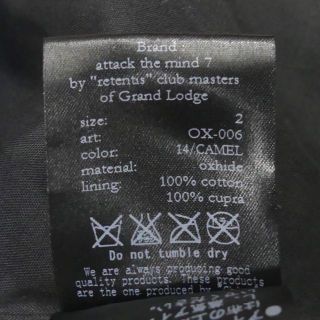 Brand :
attack the mind 7
by "retentis" club masters
of Grand Lodge
size: 2
art: OX-006
color: 14/CAMEL
material: oxhide
lining: 100% cotton
100% cupra
Do not tumble dry
We are always producing good
quality products. These products
are the one produced by